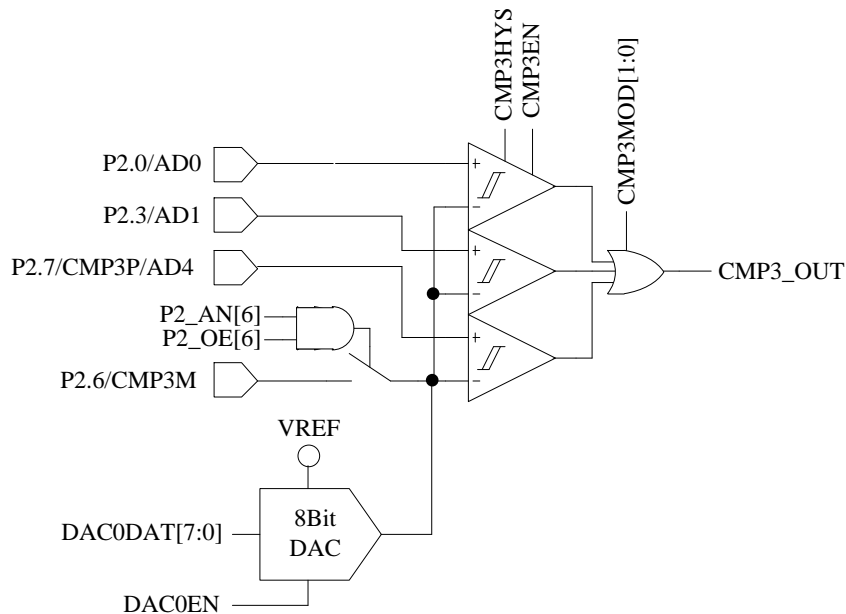 CMP3HYS
CMP3EN
CMP3MOD[1:0]
P2.0/AD0
+
-
P2.3/AD1
+
-
P2.7/CMP3P/AD4
+
-
CMP3_OUT
P2_AN[6]
P2_OE[6]
P2.6/CMP3M
VREF
DAC0DAT[7:0]
8Bit
DAC
DAC0EN